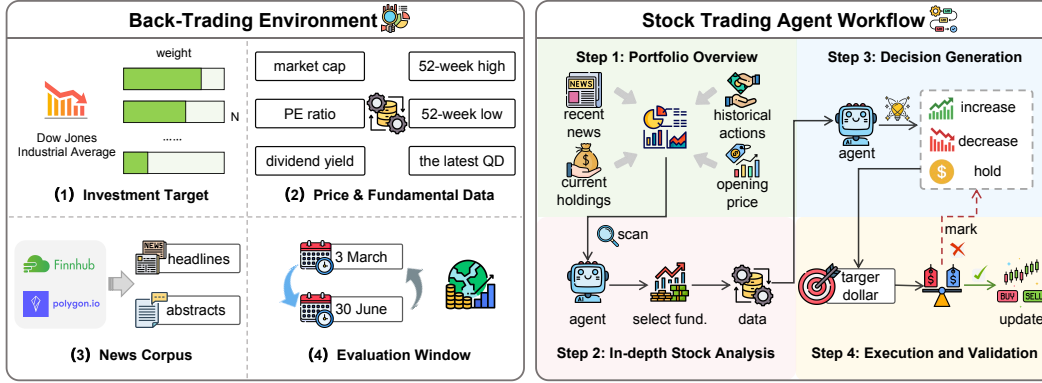 Back-Trading Environment
weight
N
......
Dow Jones
Industrial Average
(1) Investment Target
market cap
52-week high
PE ratio
52-week low
dividend yield
the latest QD
(2) Price & Fundamental Data
Finnhub
polygon.io
NEWS
headlines
abstracts
(3) News Corpus
3 March
30 June
(4) Evaluation Window
Stock Trading Agent Workflow
Step 1: Portfolio Overview
NEWS
recent
news
historical
actions
current
holdings
opening
price
scan
AI
agent
select fund.
data
Step 2: In-depth Stock Analysis
Step 3: Decision Generation
AI
agent
increase
decrease
hold
mark
targer
dollar
BUY
SELL
update
Step 4: Execution and Validation